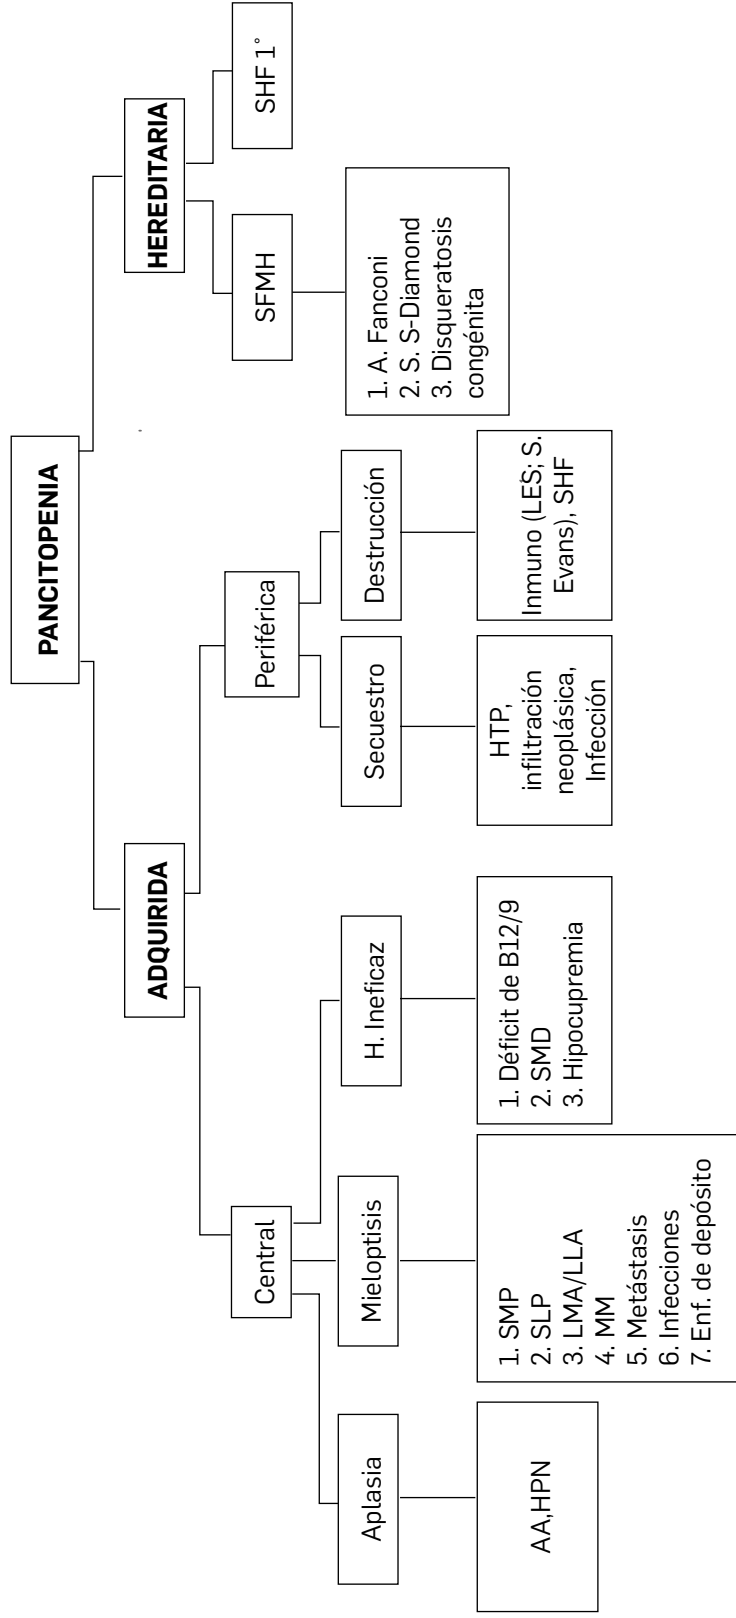 PANCITOPENIA
ADQUIRIDA
HEREDITARIA
Central
Periférica
SFMH
SHF 1°
Aplasia
Mieloptisis
H. Ineficaz
Secuestro
Destrucción
1. A. Fanconi
2. S. S-Diamond
3. Disqueratosis
congénita
AA,HPN
1. SMP
2. SLP
3. LMA/LLA
4. MM
5. Metástasis
6. Infecciones
7. Enf. de depósito
1. Déficit de B12/9
2. SMD
3. Hipocupremia
HTP,
infiltración
neoplásica,
Infección
Inmuno (LES; S.
Evans), SHF